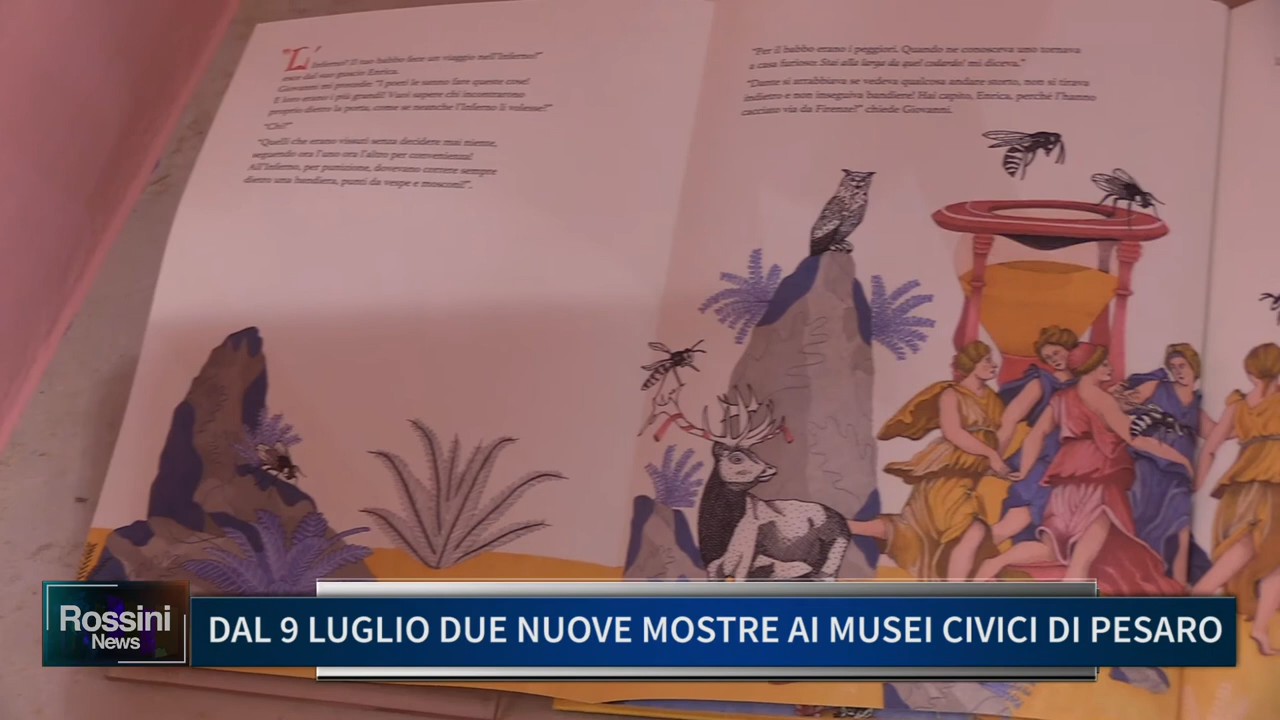 "L'Inferno? Il tuo babbo fece un viaggio nell'Inferno?"
esce dal suo guscio Enrica.
Giovanni mi precede: "I poeti le sanno fare queste cose!
E loro erano i più grandi! Vuoi sapere chi incontrarono
proprio dietro la porta, come se neanche l'Inferno li volesse?"
"Chi?"
"Quelli che erano vissuti senza decidere mai niente,
seguendo ora l'uno ora l'altro per convenienza!
All'Inferno, per punizione, dovevano correre sempre
dietro una bandiera, punti da vespe e mosconi!".
"Per il babbo erano i peggiori. Quando ne conosceva uno tornava
a casa furioso: Stai alla larga da quel codardo! mi diceva."
"Dante si arrabbiava se vedeva qualcosa andare storto, non si tirava
indietro e non inseguiva bandiere! Hai capito, Enrica, perché l'hanno
cacciato via da Firenze?" chiede Giovanni.
Rossini
News
DAL 9 LUGLIO DUE NUOVE MOSTRE AI MUSEI CIVICI DI PESARO